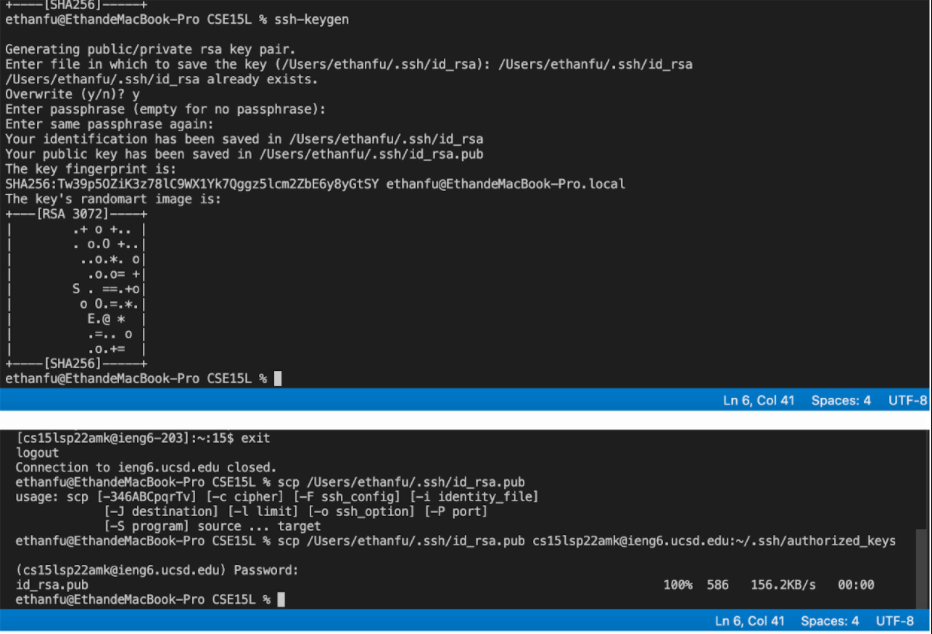 +----[SHA256]-----+
ethanfu@EthandeMacBook-Pro CSE15L % ssh-keygen
Generating public/private rsa key pair.
Enter file in which to save the key (/Users/ethanfu/.ssh/id_rsa): /Users/ethanfu/.ssh/id_rsa
/Users/ethanfu/.ssh/id_rsa already exists.
Overwrite (y/n)? y
Enter passphrase (empty for no passphrase):
Enter same passphrase again:
Your identification has been saved in /Users/ethanfu/.ssh/id_rsa
Your public key has been saved in /Users/ethanfu/.ssh/id_rsa.pub
The key fingerprint is:
SHA256:Tw39p5OZiK3z78lC9WX1Yk7Qggz5lcm2ZbE6y8yGtSY ethanfu@EthandeMacBook-Pro.local
The key's randomart image is:
+---[RSA 3072]----+
|        .+ o +.. |
|        . o.O +..|
|         ..o.*. o|
|          .o.o= +|
|        S . ==.+o|
|         o O.=.*.|
|          E.@ *  |
|          .=.. o |
|          .o.+=  |
+----[SHA256]-----+
ethanfu@EthandeMacBook-Pro CSE15L %
Ln 6, Col 41 Spaces: 4 UTF-8
[cs15lsp22amk@ieng6-203]:~:15$ exit
logout
Connection to ieng6.ucsd.edu closed.
ethanfu@EthandeMacBook-Pro CSE15L % scp /Users/ethanfu/.ssh/id_rsa.pub
usage: scp [-346ABCpqrTv] [-c cipher] [-F ssh_config] [-i identity_file]
           [-J destination] [-l limit] [-o ssh_option] [-P port]
           [-S program] source ... target
ethanfu@EthandeMacBook-Pro CSE15L % scp /Users/ethanfu/.ssh/id_rsa.pub cs15lsp22amk@ieng6.ucsd.edu:~/.ssh/authorized_keys
(cs15lsp22amk@ieng6.ucsd.edu) Password:
id_rsa.pub 100% 586 156.2KB/s 00:00
ethanfu@EthandeMacBook-Pro CSE15L %
Ln 6, Col 41 Spaces: 4 UTF-8